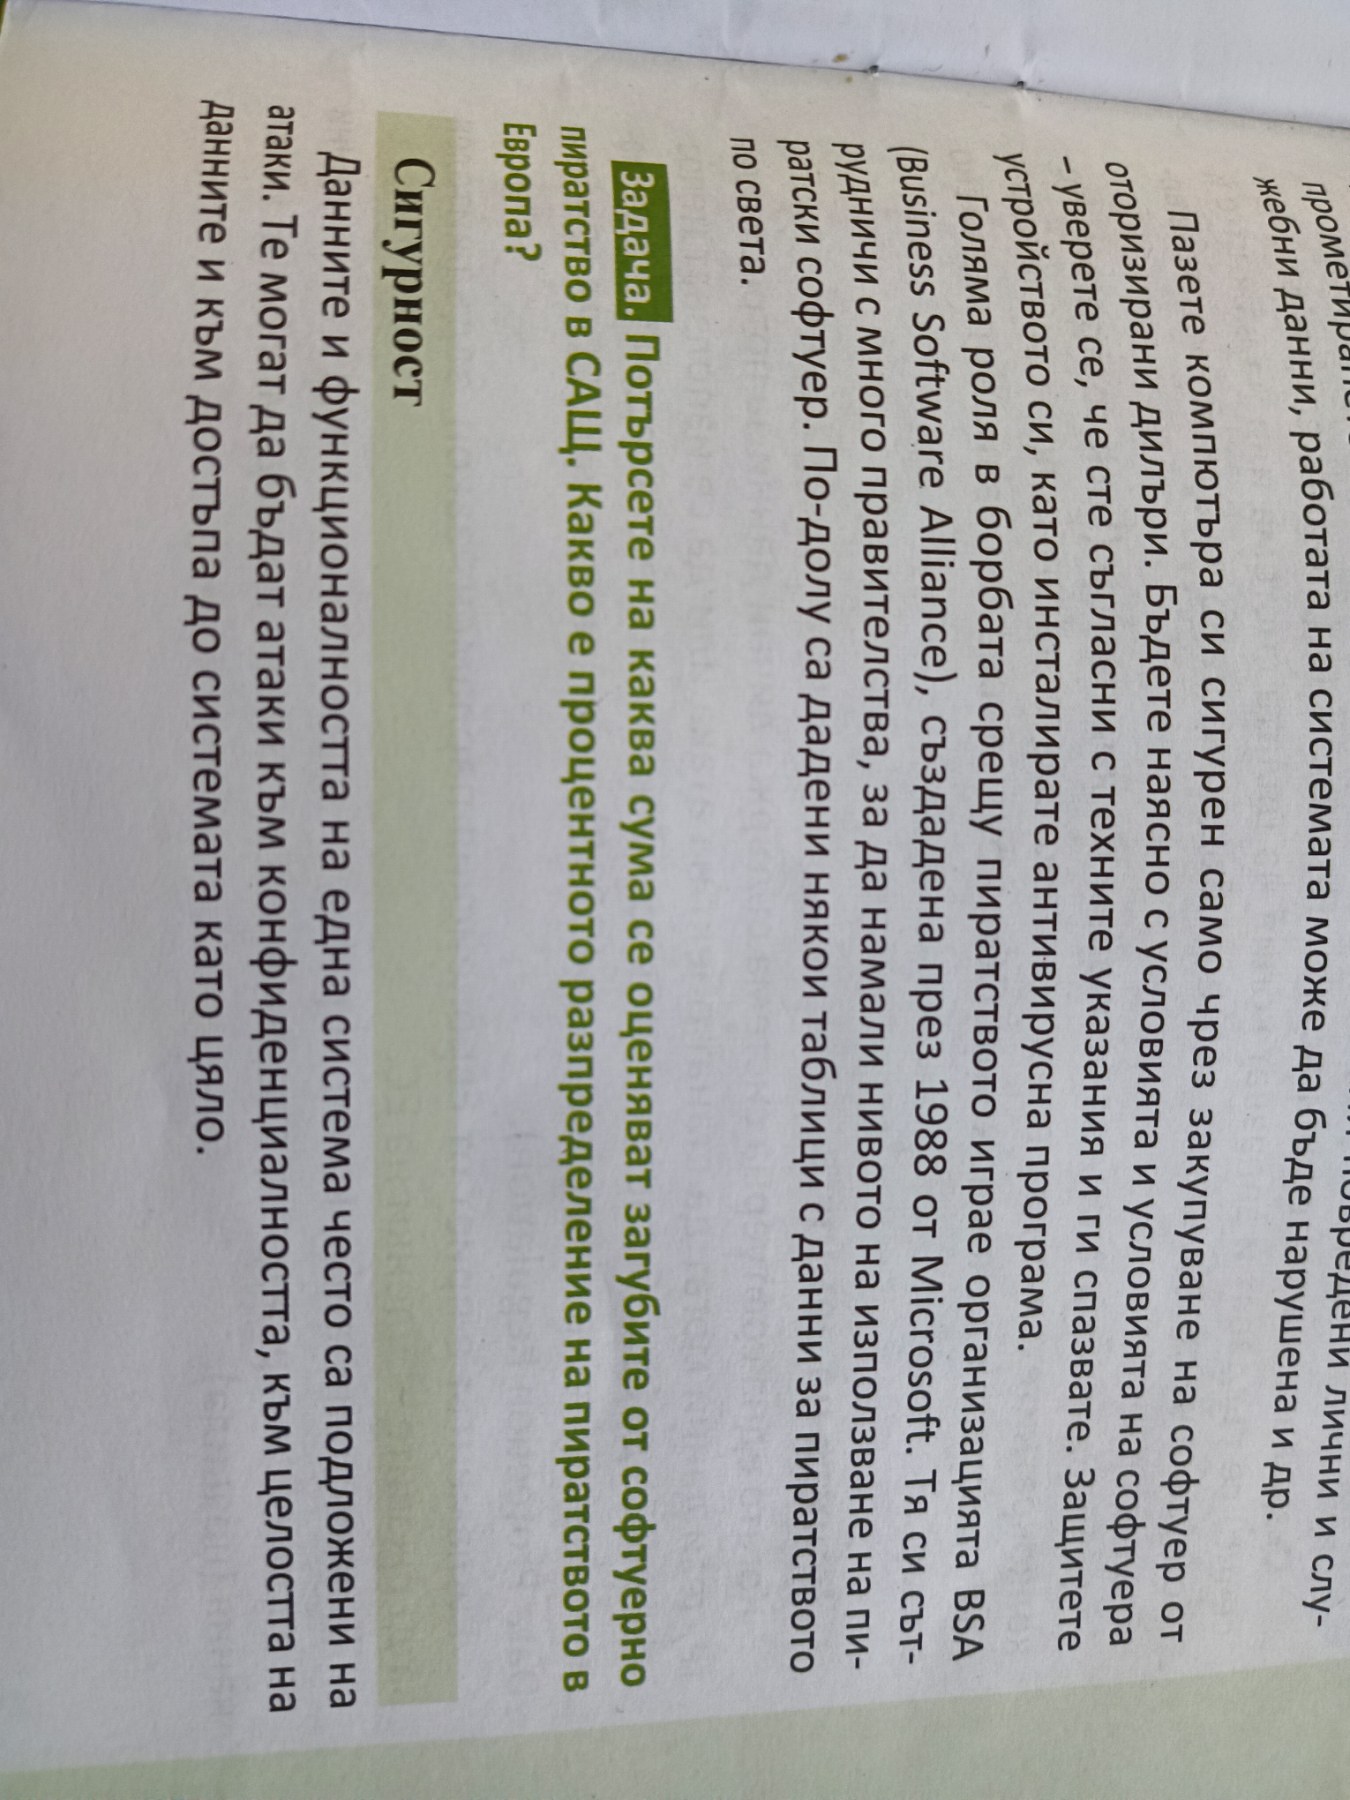 повредени лични и слу-
жебни данни, работата на системата може да бъде нарушена и др.
Пазете компютъра си сигурен само чрез закупуване на софтуер от
оторизирани дилъри. Бъдете наясно с условията и условията на софтуера
– уверете се, че сте съгласни с техните указания и ги спазвате. Защитете
устройството си, като инсталирате антивирусна програма.
Голяма роля в борбата срещу пиратството играе организацията BSA
(Business Software Alliance), създадена през 1988 от Microsoft. Тя си сът-
рудничи с много правителства, за да намали нивото на използване на пи-
ратски софтуер. По-долу са дадени някои таблици с данни за пиратството
по света.
Задача. Потърсете на каква сума се оценяват загубите от софтуерно
пиратство в САЩ. Какво е процентното разпределение на пиратството в
Европа?
Сигурност
Данните и функционалността на една система често са подложени на
атаки. Те могат да бъдат атаки към конфиденциалността, към целостта на
данните и към достъпа до системата като цяло.